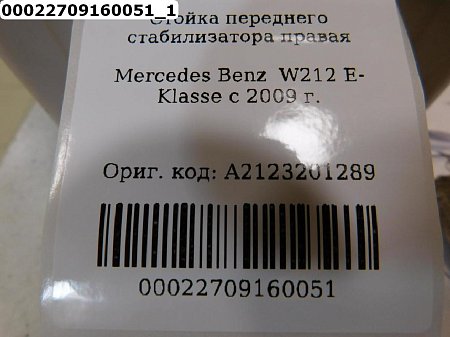 00022709160051_1
Стойка переднего
стабилизатора правая
Mercedes Benz W212 E-
Klasse с 2009 г.
Ориг. код: A2123201289
00022709160051